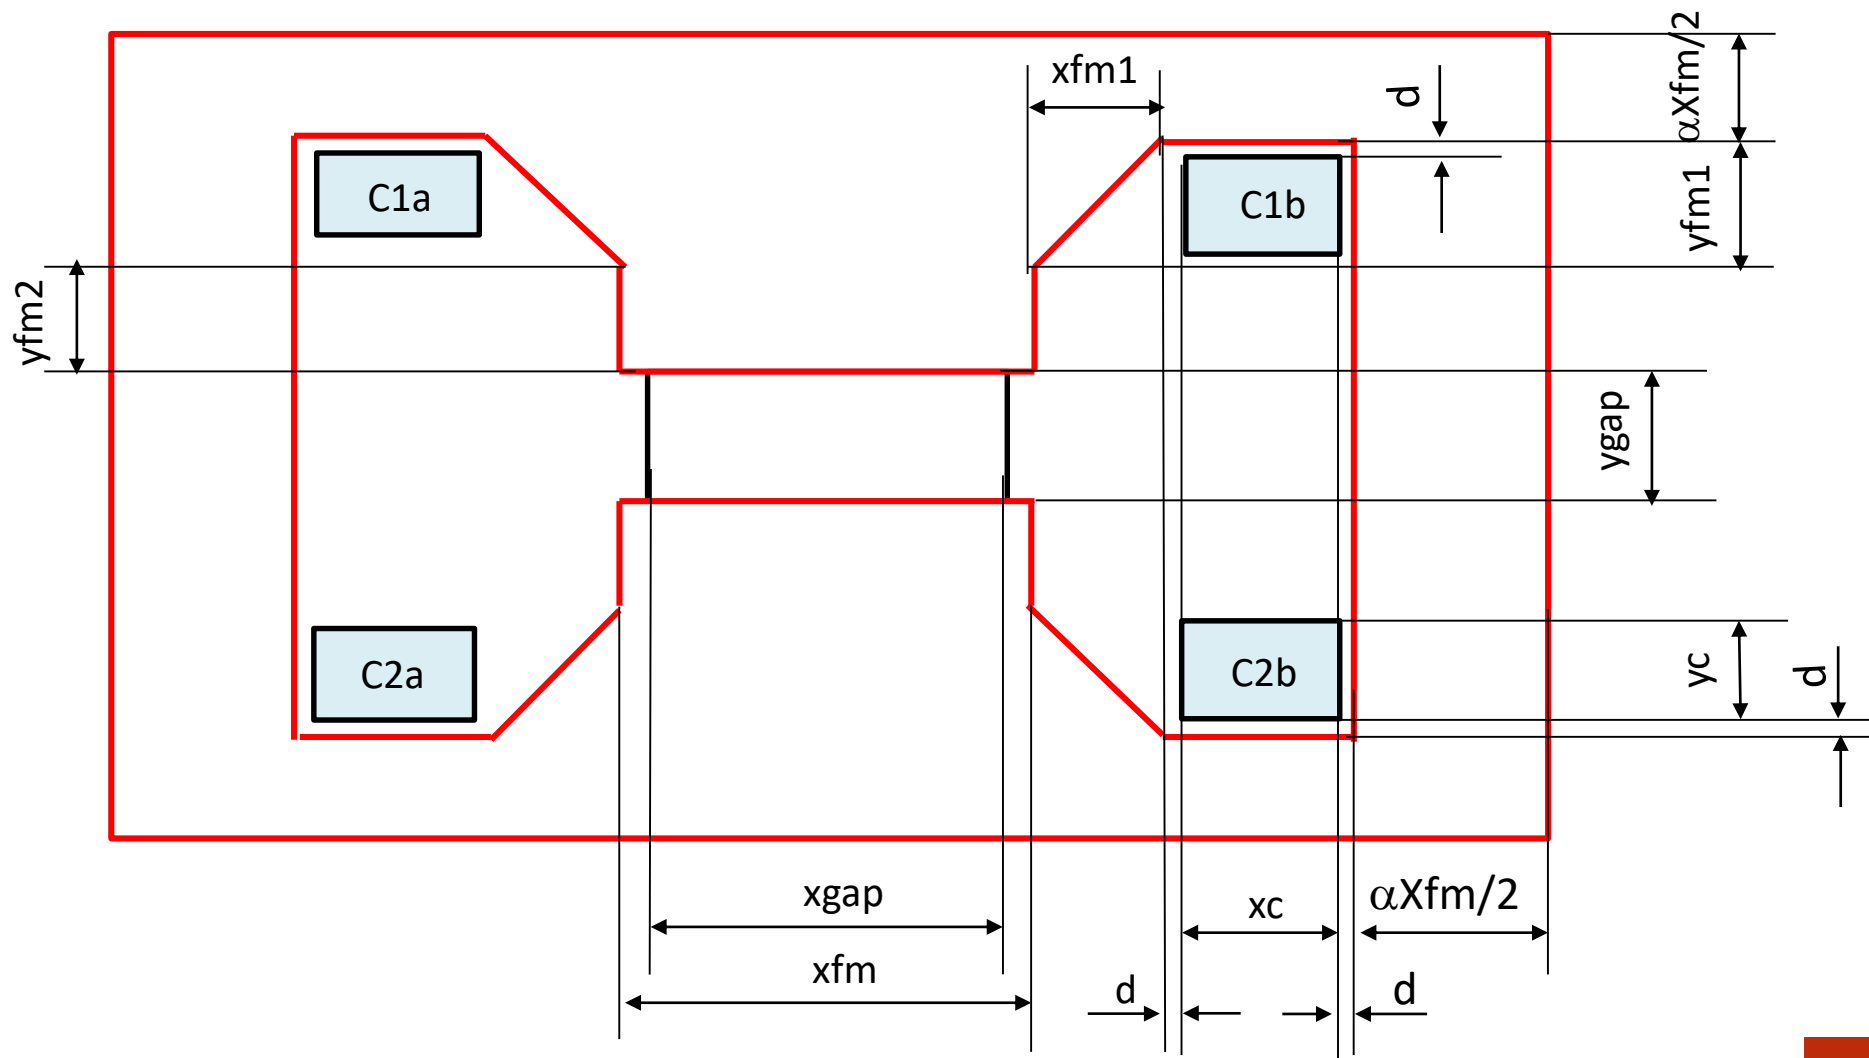 αXfm/2
xfm1
d
C1a
C1b
yfm1
yfm2
ygap
C2a
C2b
yc
d
xgap
xc
αXfm/2
xfm
d
d